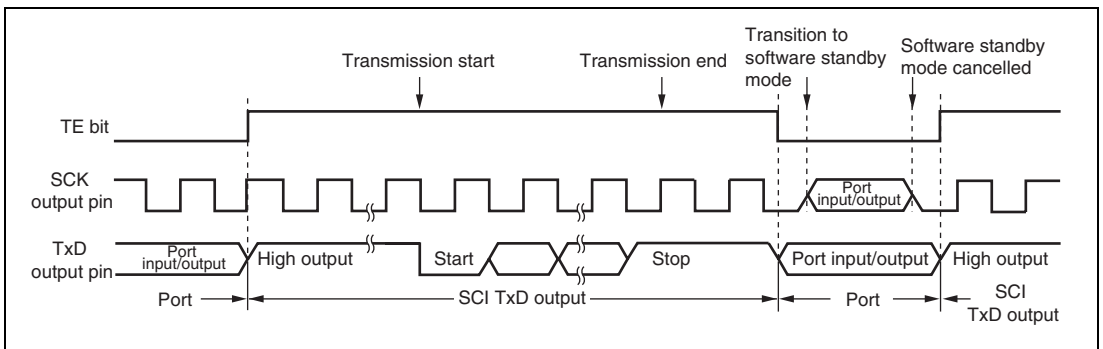 Transition to
software standby
mode
Software standby
mode cancelled
Transmission start
Transmission end
TE bit
SCK
output pin
Port
input/output
TxD
output pin
Port
input/output
High output
Start
Stop
Port input/output
High output
Port
SCI TxD output
Port
SCI
TxD output